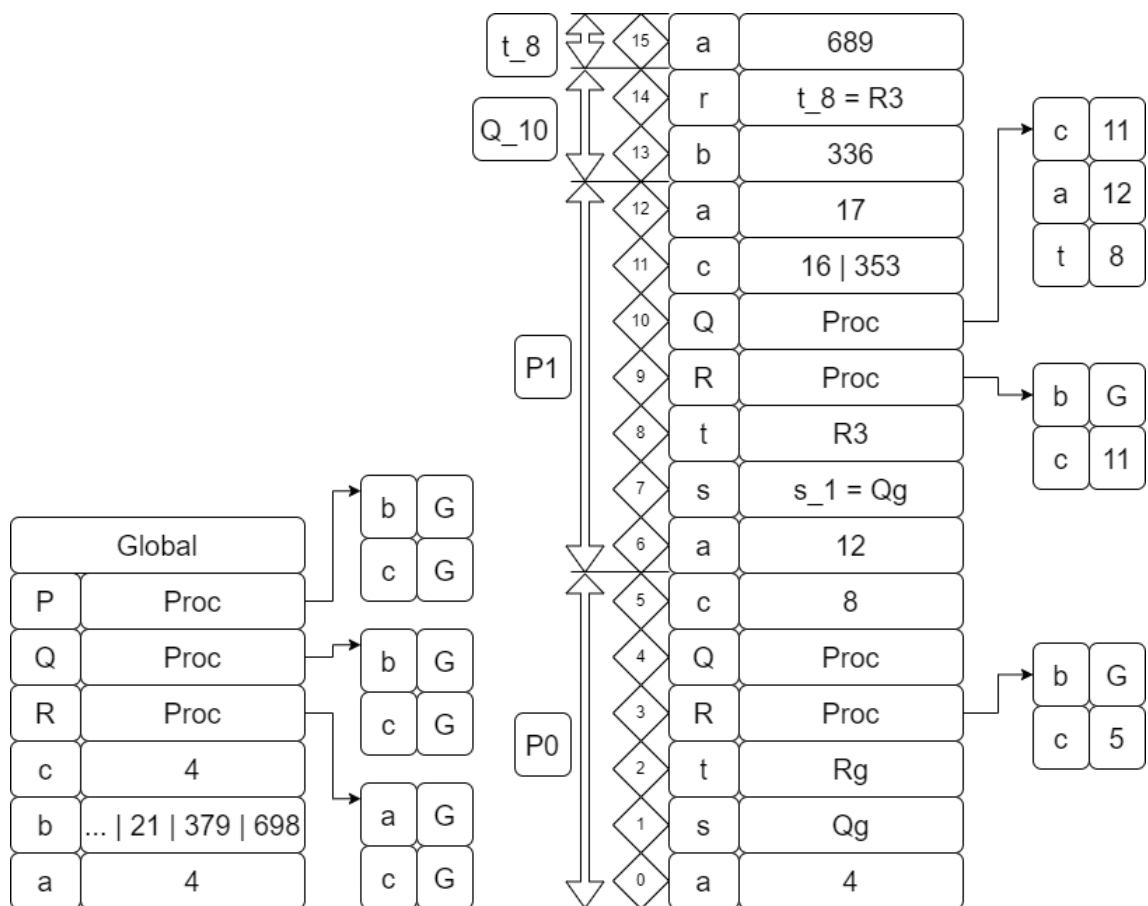 t_8
15 a 689
Q_10
14 r t_8 = R3
13 b 336
P1
12 a 17
11 c 16 | 353
10 Q Proc
9 R Proc
8 t R3
7 s s_1 = Qg
6 a 12
P0
5 c 8
4 Q Proc
3 R Proc
2 t Rg
1 s Qg
0 a 4
c 11
a 12
t 8
b G
c 11
b G
c 5
Global
P Proc
Q Proc
R Proc
c 4
b ... | 21 | 379 | 698
a 4
b G
c G
b G
c G
a G
c G